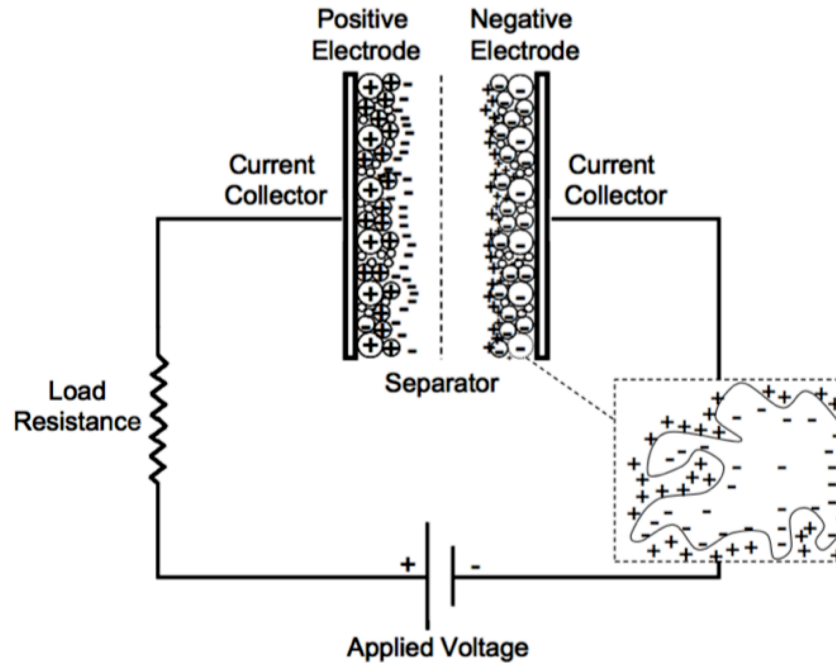 Positive
Electrode
Negative
Electrode
Current
Collector
Current
Collector
Separator
Load
Resistance
+ -
Applied Voltage